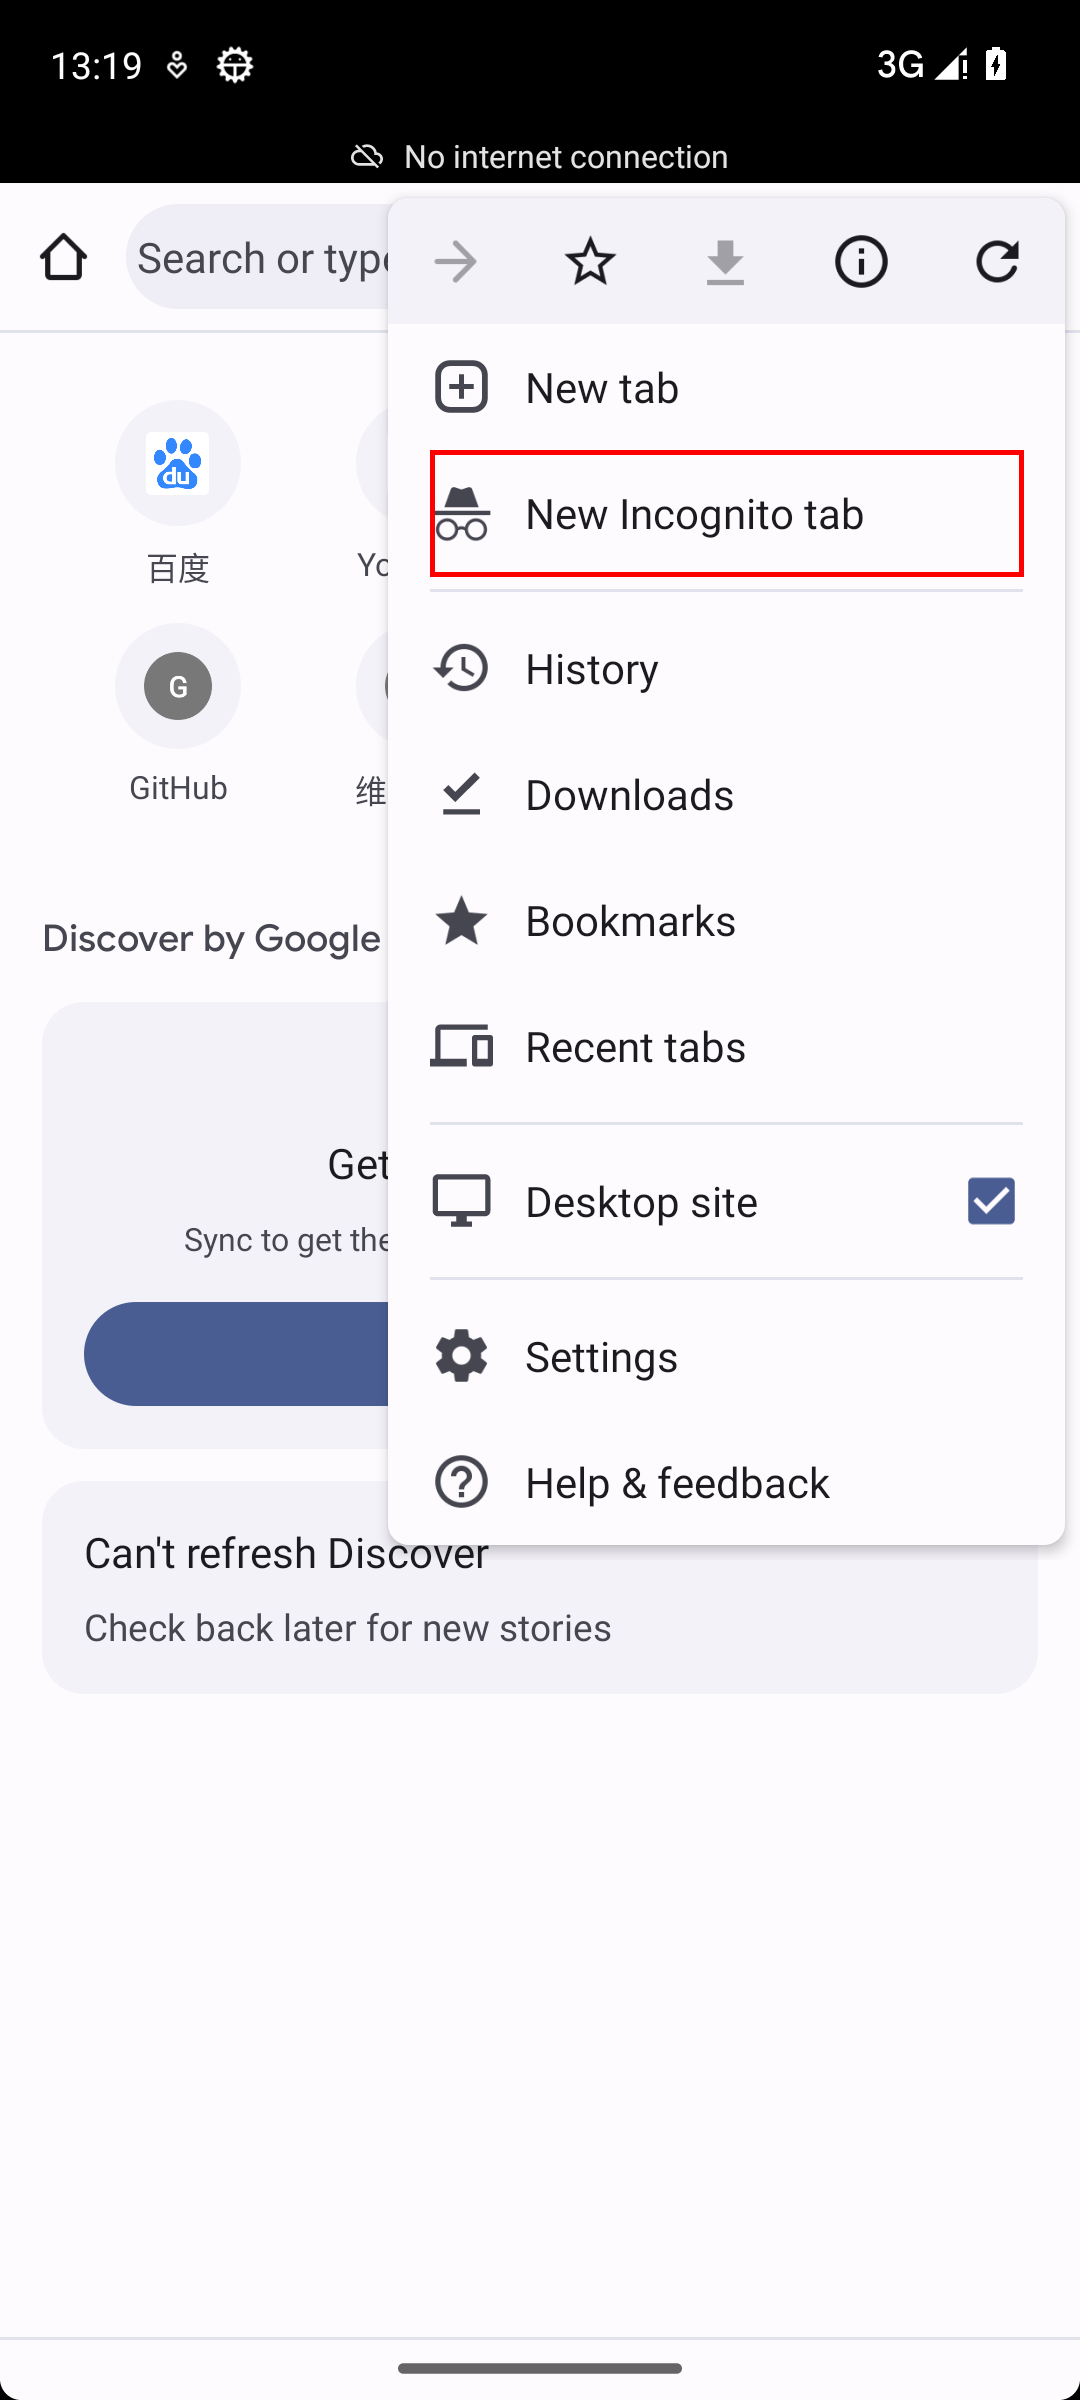 13:19
3G
No internet connection
Search or type
New tab
New Incognito tab
du
百度
Yo
History
G
GitHub
维
Downloads
Bookmarks
Discover by Google
Recent tabs
Get
Desktop site
Sync to get the
Settings
Help & feedback
Can't refresh Discover
Check back later for new stories